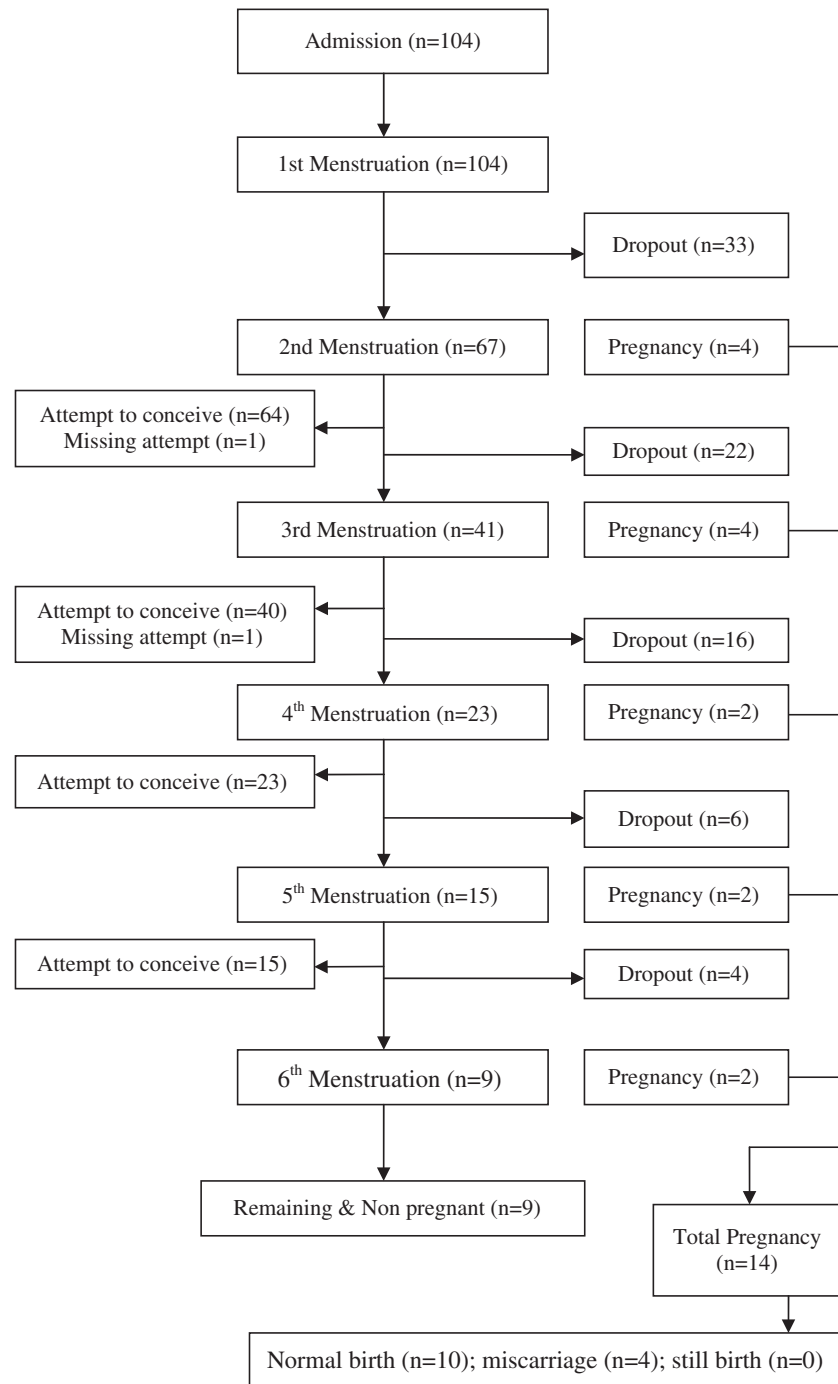 Admission (n=104)
1st Menstruation (n=104)
Dropout (n=33)
2nd Menstruation (n=67)
Pregnancy (n=4)
Attempt to conceive (n=64)
Missing attempt (n=1)
Dropout (n=22)
3rd Menstruation (n=41)
Pregnancy (n=4)
Attempt to conceive (n=40)
Missing attempt (n=1)
Dropout (n=16)
4th Menstruation (n=23)
Pregnancy (n=2)
Attempt to conceive (n=23)
Dropout (n=6)
5th Menstruation (n=15)
Pregnancy (n=2)
Attempt to conceive (n=15)
Dropout (n=4)
6th Menstruation (n=9)
Pregnancy (n=2)
Remaining & Non pregnant (n=9)
Total Pregnancy
(n=14)
Normal birth (n=10); miscarriage (n=4); still birth (n=0)